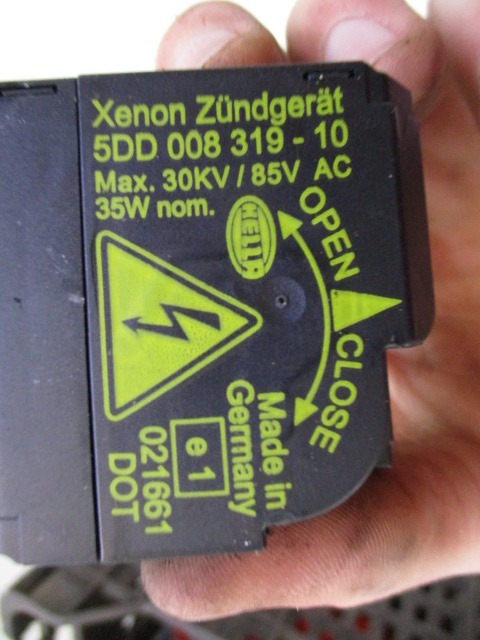 Xenon Zündgerät
5DD 008 319 - 10
Max. 30KV / 85V AC
35W nom.
HELLA
OPEN
CLOSE
Made in
Germany
e 1
021661
DOT